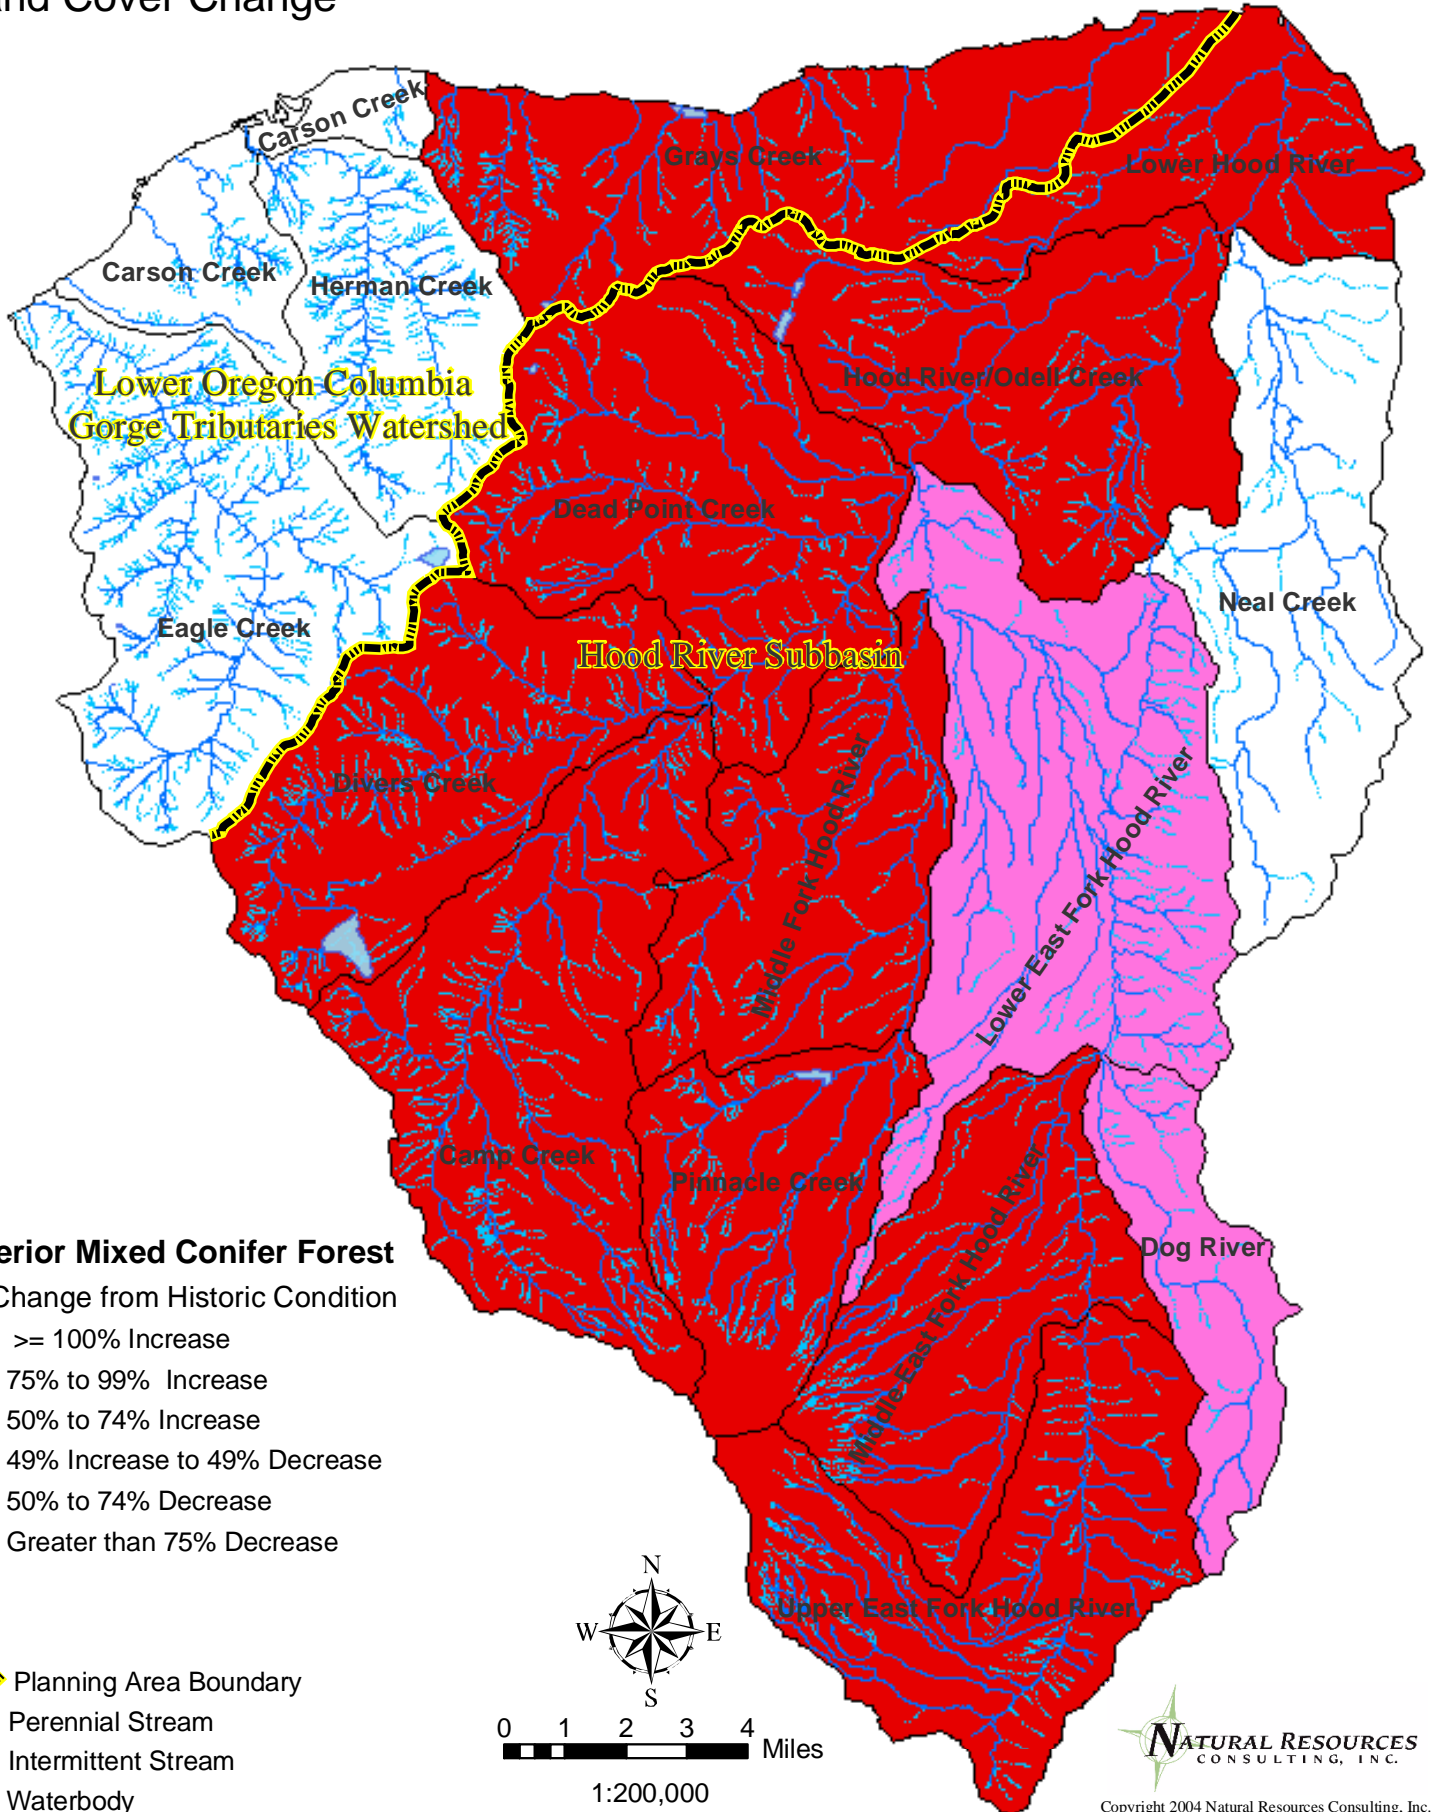 and Cover Change
Carson Creek
Grays Creek
Lower Hood River
Carson Creek
Herman Creek
Lower Oregon Columbia
Gorge Tributaries Watershed
Hood River/Odell Creek
Dead Point Creek
Neal Creek
Eagle Creek
Hood River Subbasin
Divers Creek
Middle Fork Hood River
Lower East Fork Hood River
Camp Creek
Pinnacle Creek
Middle East Fork Hood River
Dog River
Upper East Fork Hood River
erior Mixed Conifer Forest
Change from Historic Condition
>= 100% Increase
75% to 99% Increase
50% to 74% Increase
49% Increase to 49% Decrease
50% to 74% Decrease
Greater than 75% Decrease
Planning Area Boundary
Perennial Stream
Intermittent Stream
Waterbody
N
W E
S
0 1 2 3 4
Miles
1:200,000
NATURAL RESOURCES
CONSULTING, INC.
Copyright 2004 Natural Resources Consulting, Inc.